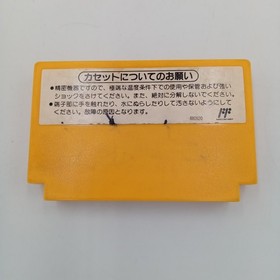 カセットについてのお願い
●精密機器ですので、極端な温度条件下での使用や保管および強い
ショックをさけてください。また、絶対に分解しないでください。
●端子部に手を触れたり、水にぬらしたりして汚さないようにして
ください。故障の原因となります。